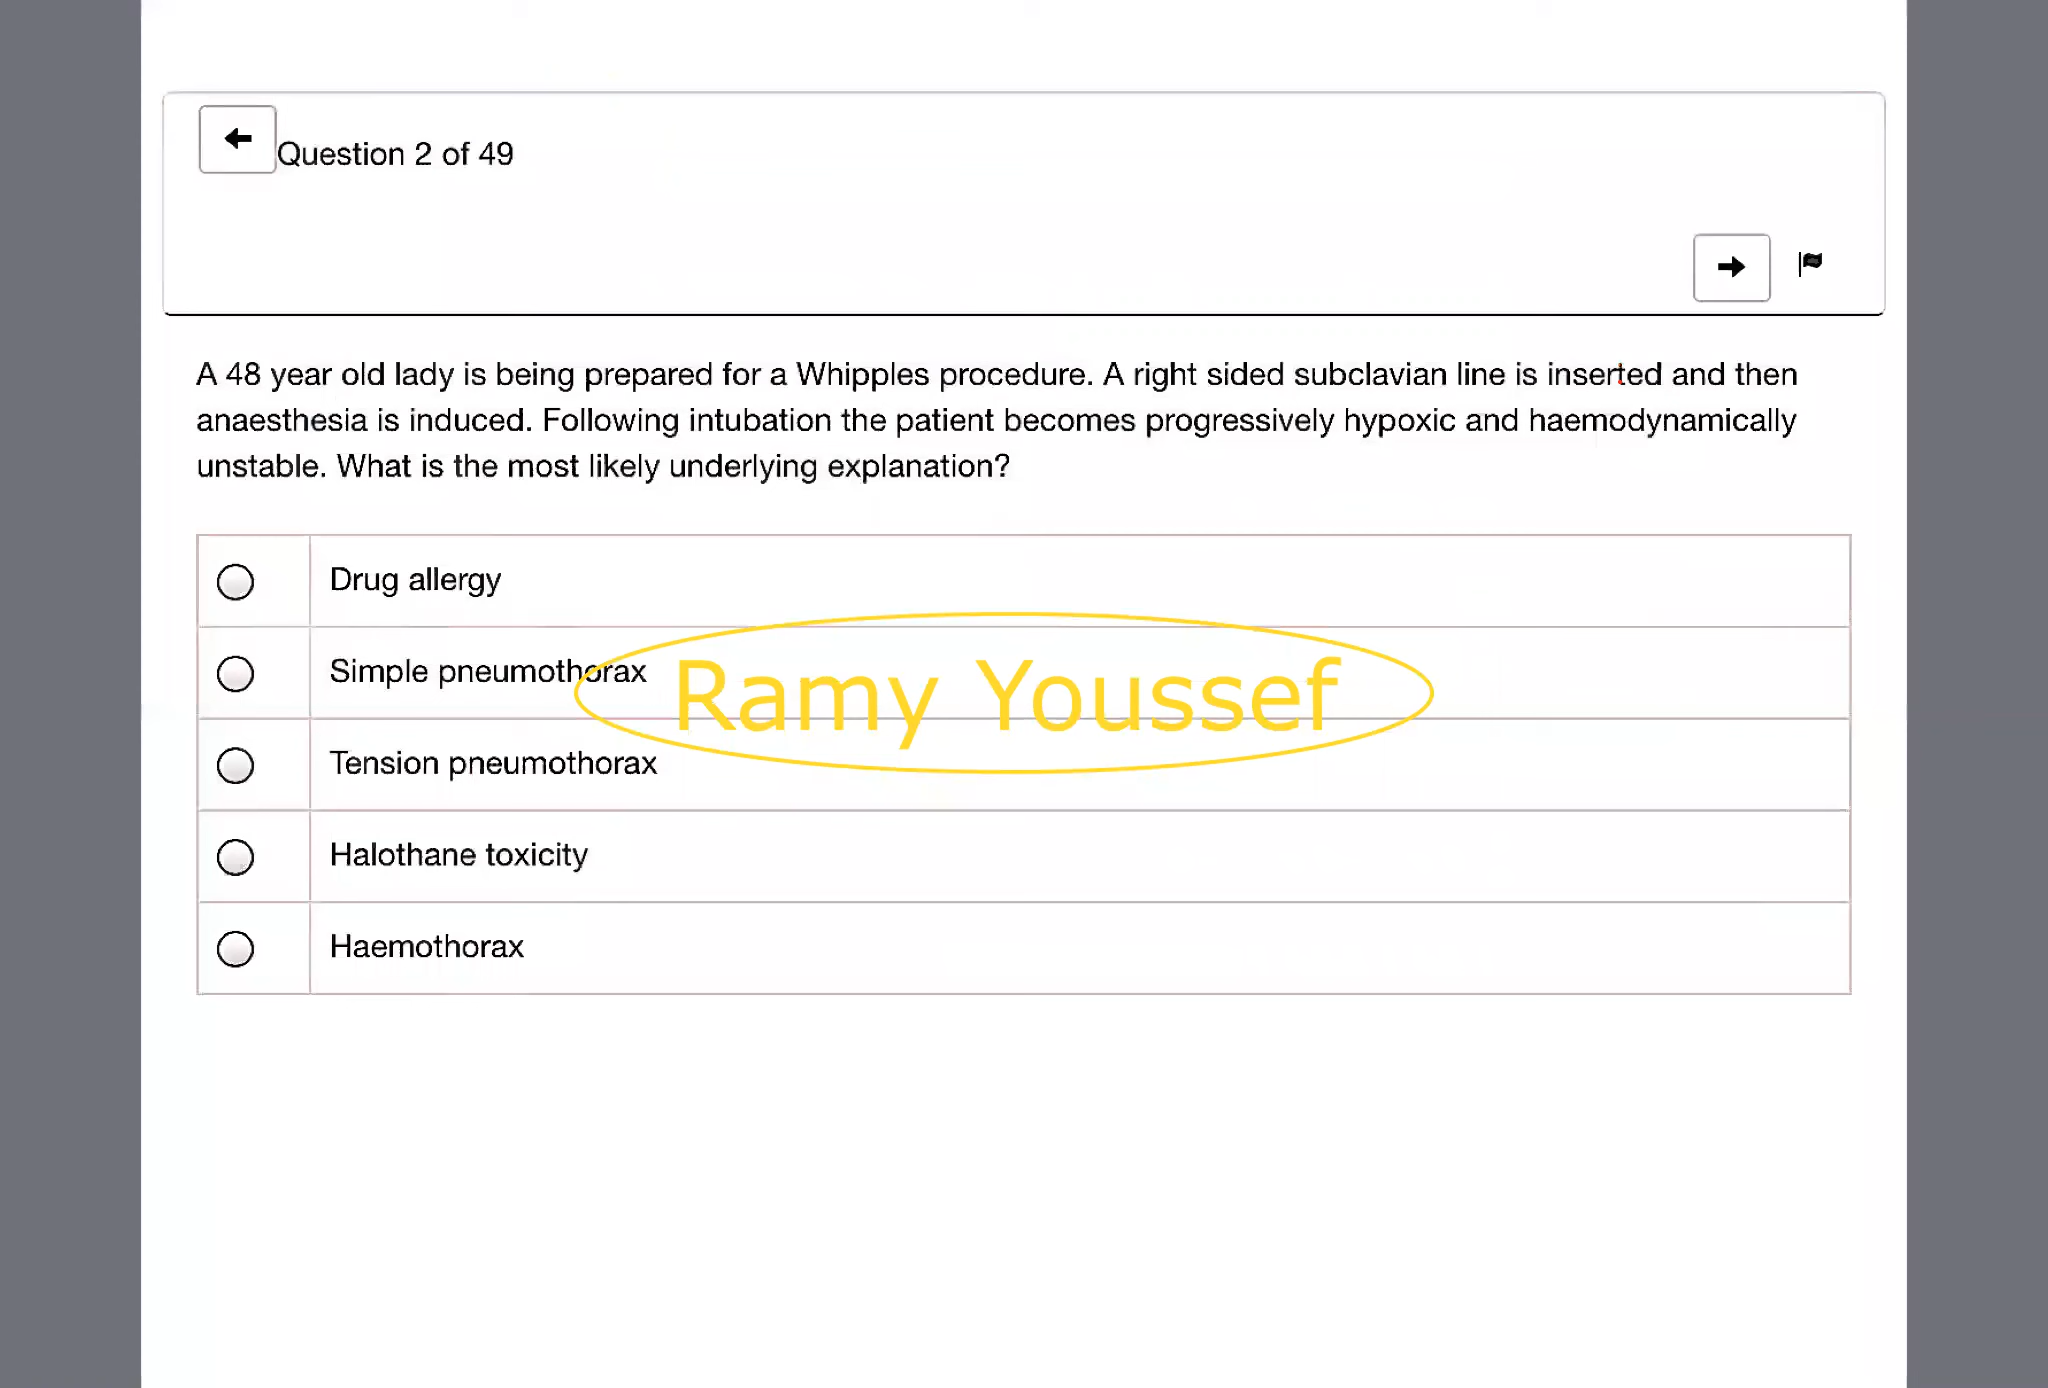 Question 2 of 49
A 48 year old lady is being prepared for a Whipples procedure. A right sided subclavian line is inserted and then
anaesthesia is induced. Following intubation the patient becomes progressively hypoxic and haemodynamically
unstable. What is the most likely underlying explanation?
Drug allergy
Simple pneumothorax
Ramy Youssef
Tension pneumothorax
Halothane toxicity
Haemothorax